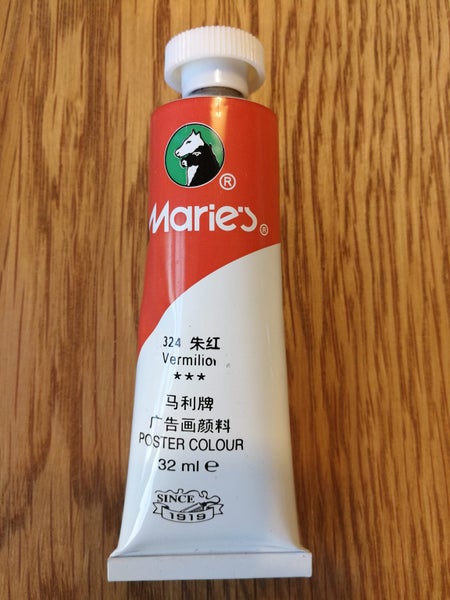 ®
Marie's®
324 朱红
Vermilion
★★★
马利牌
广告画颜料
POSTER COLOUR
32 ml ℮
SINCE
1919